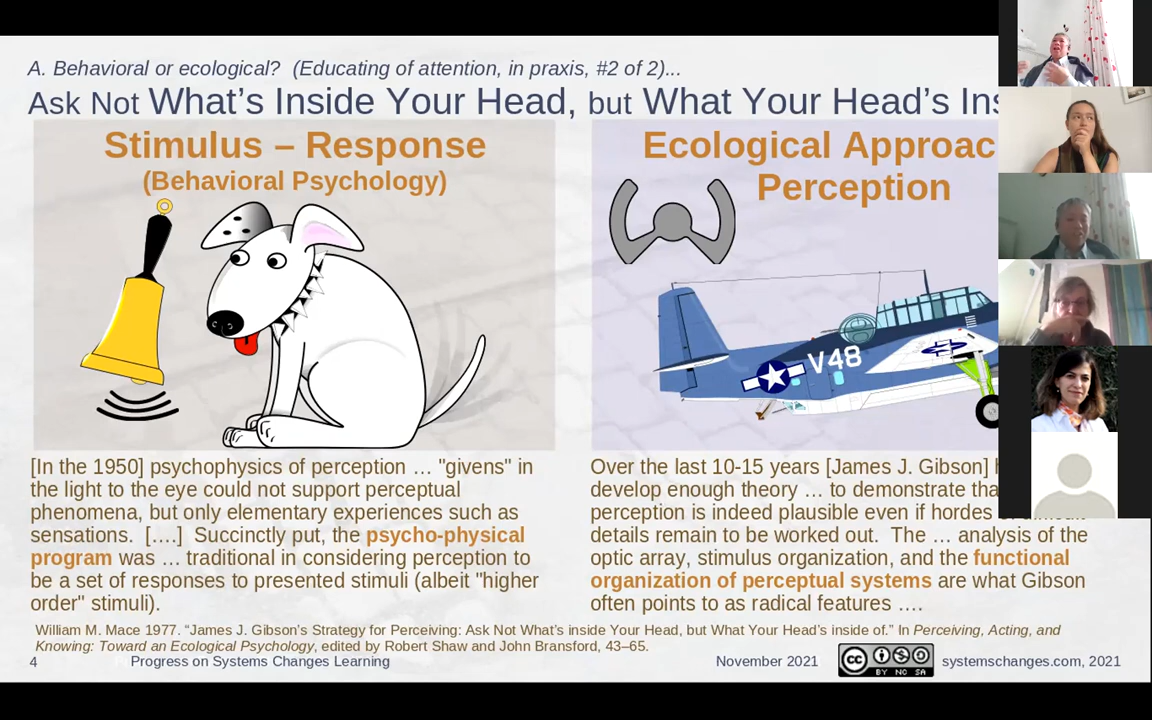 A. Behavioral or ecological?  (Educating of attention, in praxis, #2 of 2)...
Ask Not What's Inside Your Head, but What Your Head's Ins
Stimulus – Response
(Behavioral Psychology)
Ecological Approac
Perception
V48
[In the 1950] psychophysics of perception … "givens" in
the light to the eye could not support perceptual
phenomena, but only elementary experiences such as
sensations.  [….]  Succinctly put, the psycho-physical
program was … traditional in considering perception to
be a set of responses to presented stimuli (albeit "higher
order" stimuli).
Over the last 10-15 years [James J. Gibson]
develop enough theory … to demonstrate tha
perception is indeed plausible even if hordes
details remain to be worked out.  The … analysis of the
optic array, stimulus organization, and the functional
organization of perceptual systems are what Gibson
often points to as radical features ….
William M. Mace 1977. “James J. Gibson’s Strategy for Perceiving: Ask Not What’s inside Your Head, but What Your Head’s inside of.” In Perceiving, Acting, and
Knowing: Toward an Ecological Psychology, edited by Robert Shaw and John Bransford, 43–65.
4 Progress on Systems Changes Learning November 2021 cc BY NC SA systemschanges.com, 2021